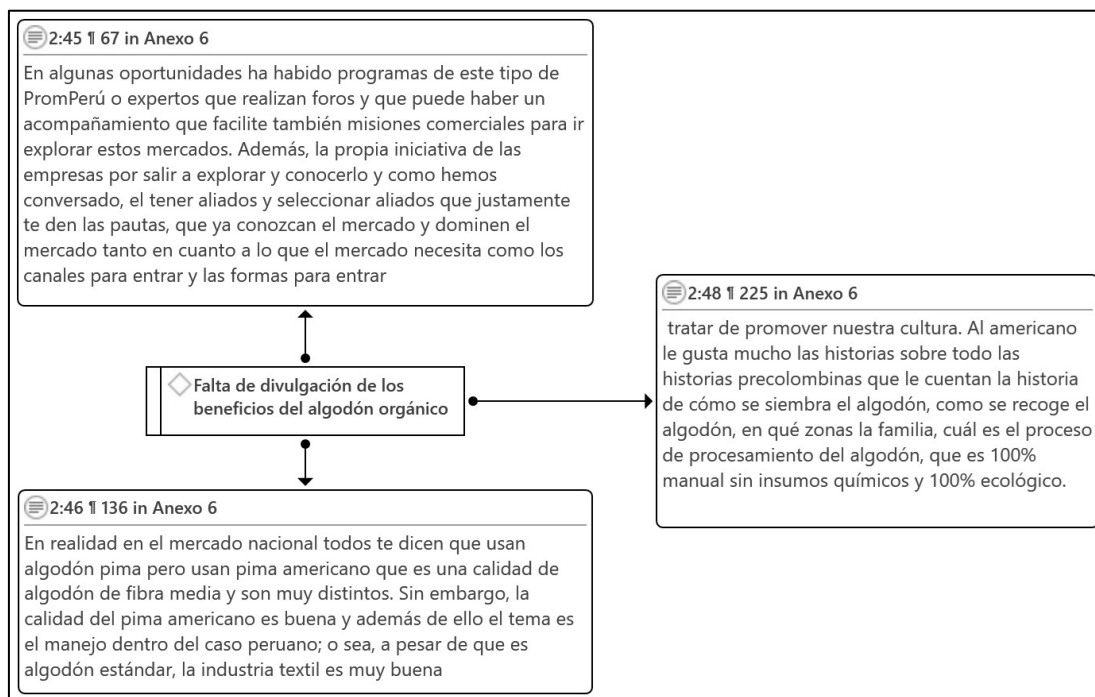 2:45 ¶ 67 in Anexo 6
En algunas oportunidades ha habido programas de este tipo de
PromPerú o expertos que realizan foros y que puede haber un
acompañamiento que facilite también misiones comerciales para ir
explorar estos mercados. Además, la propia iniciativa de las
empresas por salir a explorar y conocerlo y como hemos
conversado, el tener aliados y seleccionar aliados que justamente
te den las pautas, que ya conozcan el mercado y dominen el
mercado tanto en cuanto a lo que el mercado necesita como los
canales para entrar y las formas para entrar
Falta de divulgación de los
beneficios del algodón orgánico
2:48 ¶ 225 in Anexo 6
tratar de promover nuestra cultura. Al americano
le gusta mucho las historias sobre todo las
historias precolombinas que le cuentan la historia
de cómo se siembra el algodón, como se recoge el
algodón, en qué zonas la familia, cuál es el proceso
de procesamiento del algodón, que es 100%
manual sin insumos químicos y 100% ecológico.
2:46 ¶ 136 in Anexo 6
En realidad en el mercado nacional todos te dicen que usan
algodón pima pero usan pima americano que es una calidad de
algodón de fibra media y son muy distintos. Sin embargo, la
calidad del pima americano es buena y además de ello el tema es
el manejo dentro del caso peruano; o sea, a pesar de que es
algodón estándar, la industria textil es muy buena